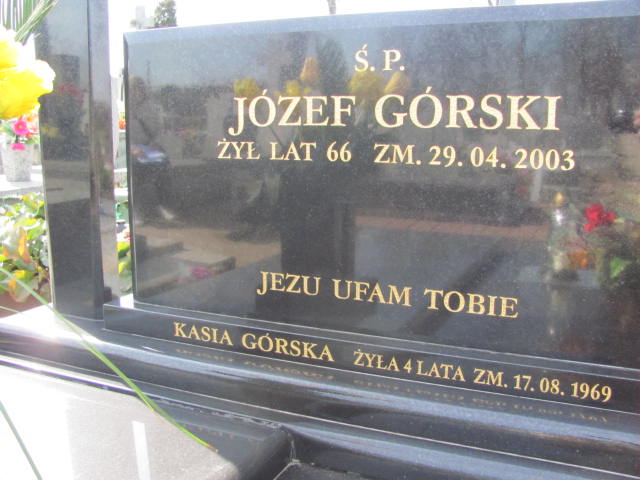 Ś. P.
JÓZEF GÓRSKI
ŻYŁ LAT 66 ZM. 29. 04. 2003
JEZU UFAM TOBIE
KASIA GÓRSKA ŻYŁA 4 LATA ZM. 17. 08. 1969